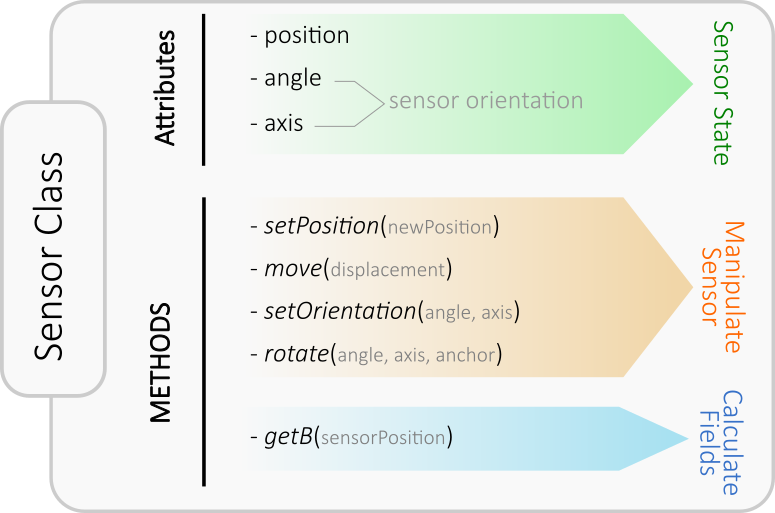 Sensor Class
Attributes
- position
- angle
- axis
sensor orientation
Sensor State
METHODS
- setPosition(newPosition)
- move(displacement)
- setOrientation(angle, axis)
- rotate(angle, axis, anchor)
Manipulate
Sensor
- getB(sensorPosition)
Calculate
Fields